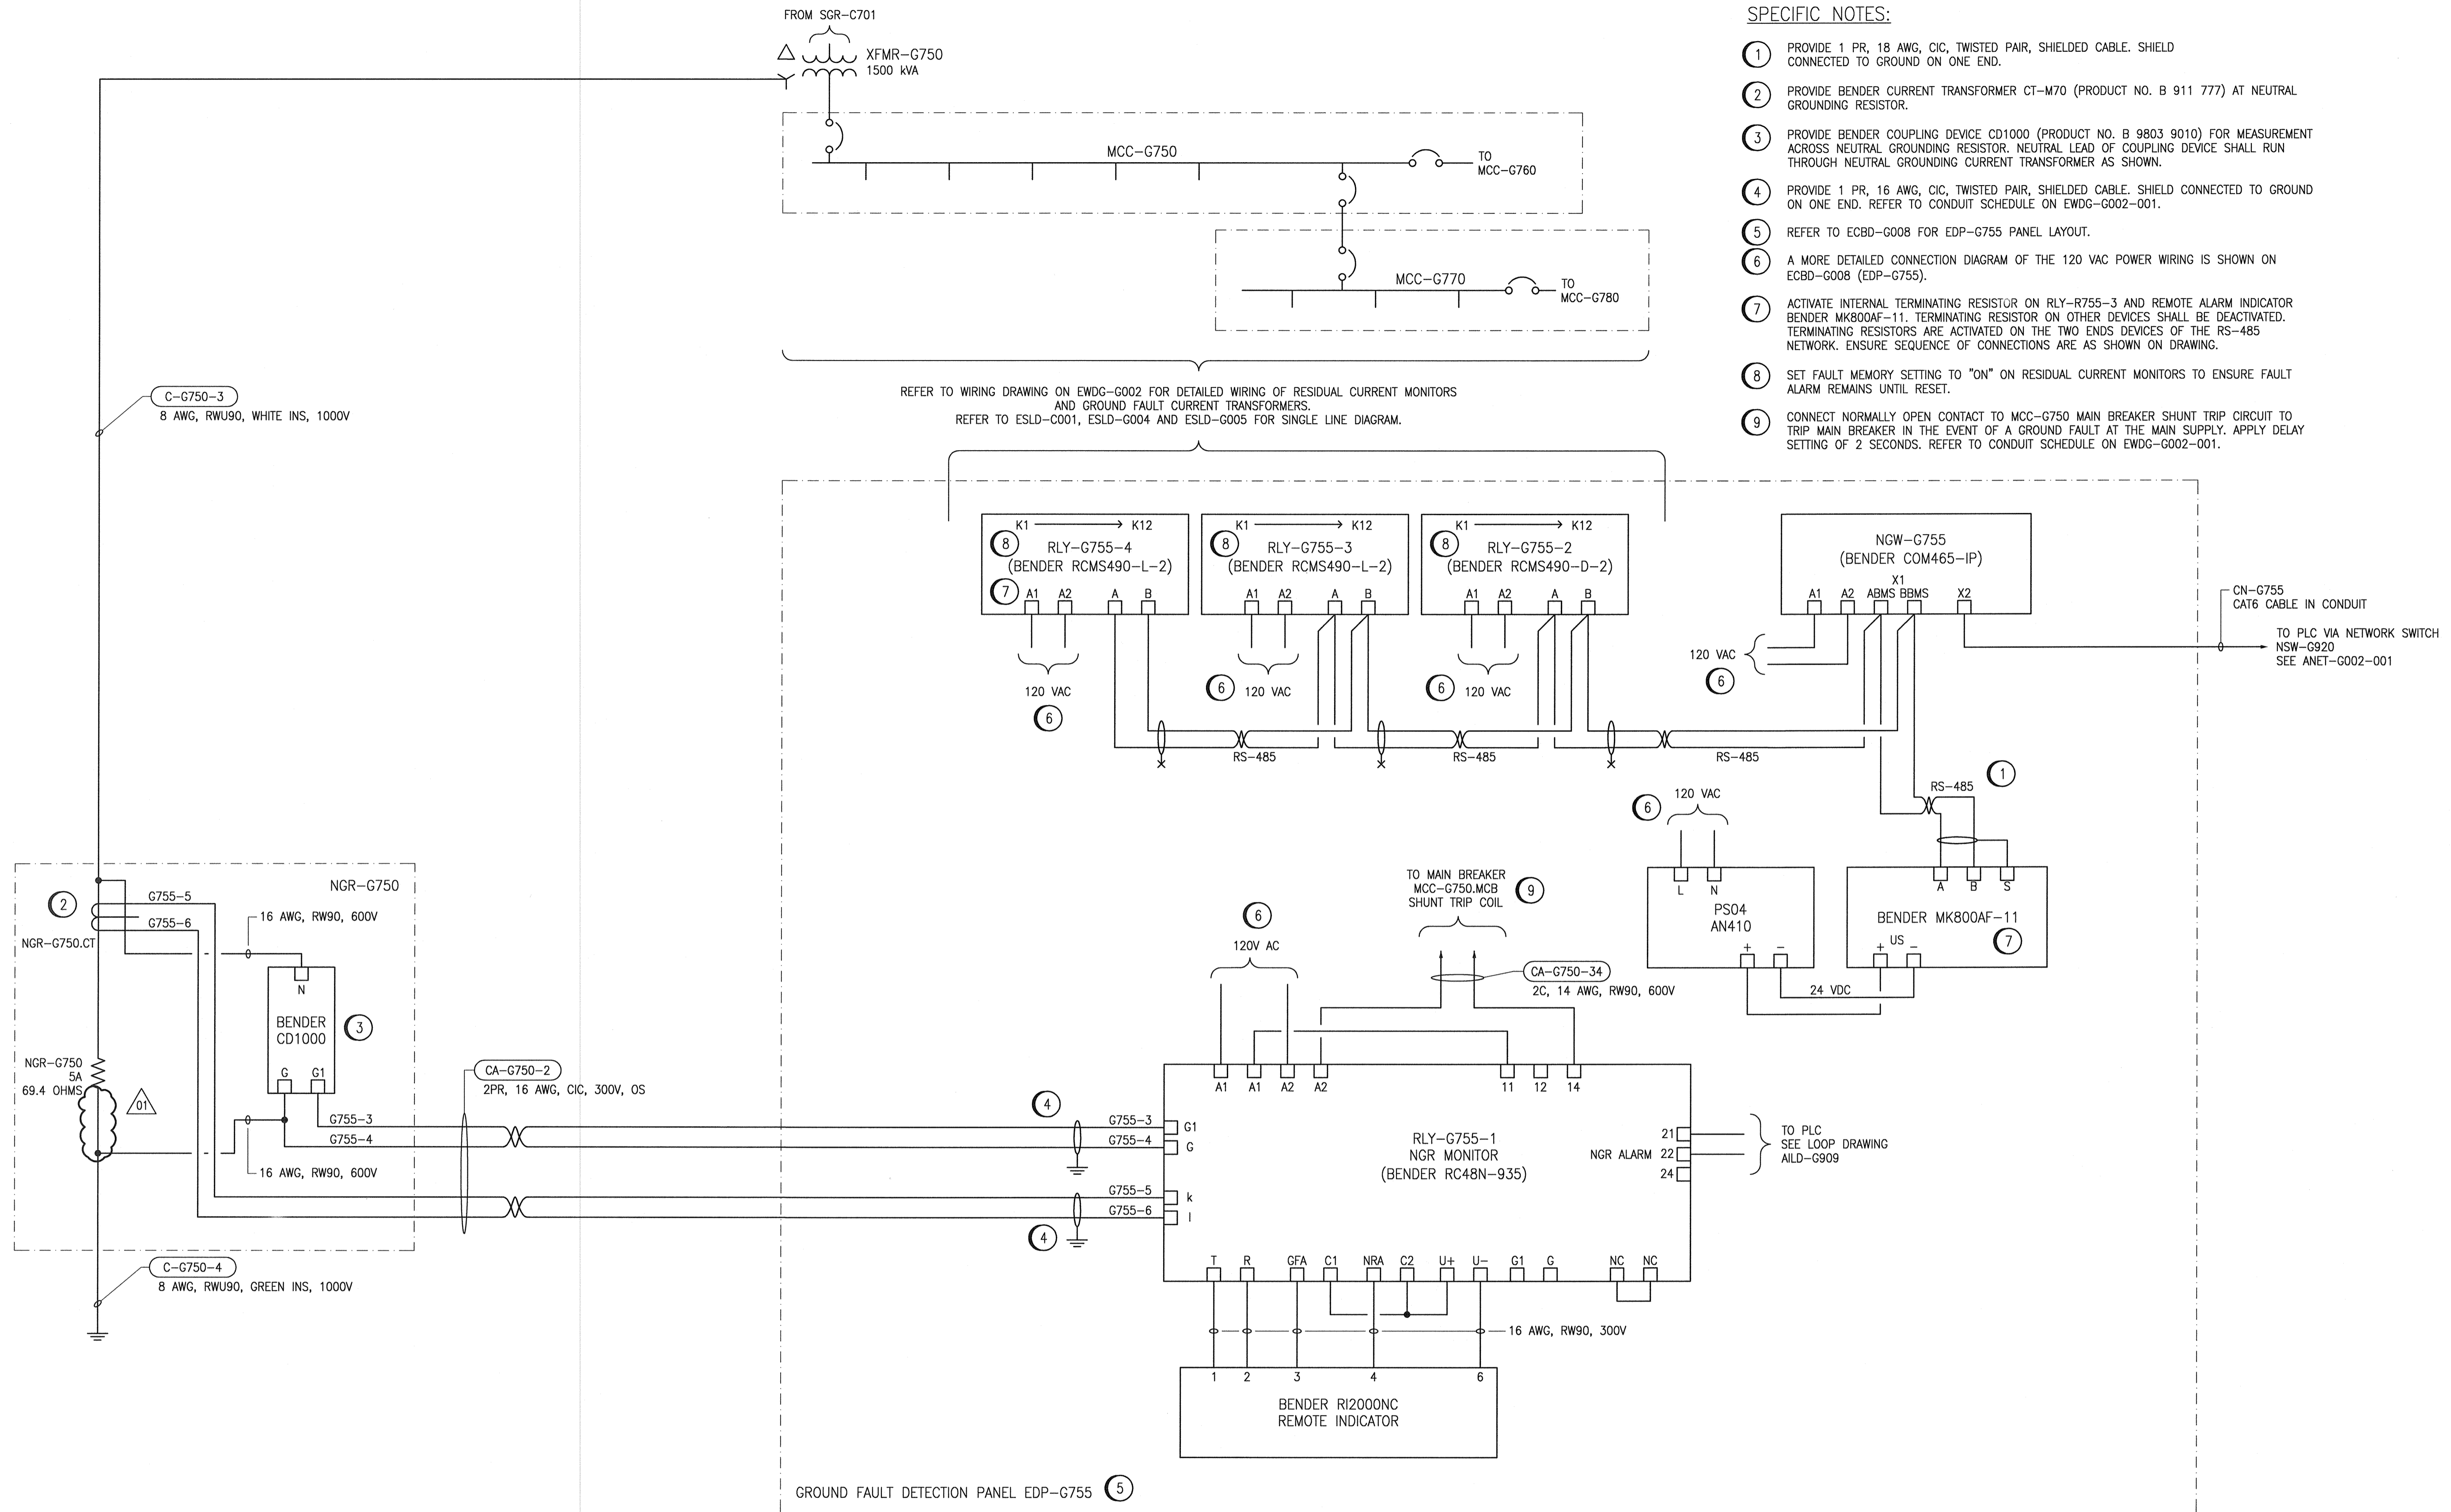 FROM SGR-C701
XFMR-G750
1500 kVA
MCC-G750
TO
MCC-G760
MCC-G770
TO
MCC-G780
REFER TO WIRING DRAWING ON EWDG-G002 FOR DETAILED WIRING OF RESIDUAL CURRENT MONITORS
AND GROUND FAULT CURRENT TRANSFORMERS.
REFER TO ESLD-C001, ESLD-G004 AND ESLD-G005 FOR SINGLE LINE DIAGRAM.
SPECIFIC NOTES:
1 PROVIDE 1 PR, 18 AWG, CIC, TWISTED PAIR, SHIELDED CABLE. SHIELD
CONNECTED TO GROUND ON ONE END.
2 PROVIDE BENDER CURRENT TRANSFORMER CT-M70 (PRODUCT NO. B 911 777) AT NEUTRAL
GROUNDING RESISTOR.
3 PROVIDE BENDER COUPLING DEVICE CD1000 (PRODUCT NO. B 9803 9010) FOR MEASUREMENT
ACROSS NEUTRAL GROUNDING RESISTOR. NEUTRAL LEAD OF COUPLING DEVICE SHALL RUN
THROUGH NEUTRAL GROUNDING CURRENT TRANSFORMER AS SHOWN.
4 PROVIDE 1 PR, 16 AWG, CIC, TWISTED PAIR, SHIELDED CABLE. SHIELD CONNECTED TO GROUND
ON ONE END. REFER TO CONDUIT SCHEDULE ON EWDG-G002-001.
5 REFER TO ECBD-G008 FOR EDP-G755 PANEL LAYOUT.
6 A MORE DETAILED CONNECTION DIAGRAM OF THE 120 VAC POWER WIRING IS SHOWN ON
ECBD-G008 (EDP-G755).
7 ACTIVATE INTERNAL TERMINATING RESISTOR ON RLY-R755-3 AND REMOTE ALARM INDICATOR
BENDER MK800AF-11. TERMINATING RESISTOR ON OTHER DEVICES SHALL BE DEACTIVATED.
TERMINATING RESISTORS ARE ACTIVATED ON THE TWO ENDS DEVICES OF THE RS-485
NETWORK. ENSURE SEQUENCE OF CONNECTIONS ARE AS SHOWN ON DRAWING.
8 SET FAULT MEMORY SETTING TO "ON" ON RESIDUAL CURRENT MONITORS TO ENSURE FAULT
ALARM REMAINS UNTIL RESET.
9 CONNECT NORMALLY OPEN CONTACT TO MCC-G750 MAIN BREAKER SHUNT TRIP CIRCUIT TO
TRIP MAIN BREAKER IN THE EVENT OF A GROUND FAULT AT THE MAIN SUPPLY. APPLY DELAY
SETTING OF 2 SECONDS. REFER TO CONDUIT SCHEDULE ON EWDG-G002-001.
C-G750-3
8 AWG, RWU90, WHITE INS, 1000V
K1 K12
8 RLY-G755-4
(BENDER RCMS490-L-2)
7 A1 A2 A B
120 VAC
6
K1 K12
8 RLY-G755-3
(BENDER RCMS490-L-2)
A1 A2 A B
6 120 VAC
K1 K12
8 RLY-G755-2
(BENDER RCMS490-D-2)
A1 A2 A B
6 120 VAC
NGW-G755
(BENDER COM465-IP)
X1
A1 A2 ABMS BBMS X2
120 VAC
6
CN-G755
CAT6 CABLE IN CONDUIT
TO PLC VIA NETWORK SWITCH
NSW-G920
SEE ANET-G002-001
RS-485
RS-485
RS-485
RS-485
1
6 120 VAC
L N
PS04
AN410
+ -
24 VDC
A B S
BENDER MK800AF-11
US
+ -
7
NGR-G750
2
G755-5
G755-6
NGR-G750.CT
16 AWG, RW90, 600V
N
BENDER
CD1000
3
G G1
NGR-G750
5A
69.4 OHMS
01
G755-3
G755-4
16 AWG, RW90, 600V
CA-G750-2
2PR, 16 AWG, CIC, 300V, OS
C-G750-4
8 AWG, RWU90, GREEN INS, 1000V
6
120V AC
TO MAIN BREAKER
MCC-G750.MCB
SHUNT TRIP COIL
9
CA-G750-34
2C, 14 AWG, RW90, 600V
A1 A1 A2 A2 11 12 14
4
G755-3 G1
G755-4 G
G755-5 k
G755-6 l
4
RLY-G755-1
NGR MONITOR
(BENDER RC48N-935)
21
NGR ALARM 22
24
TO PLC
SEE LOOP DRAWING
AILD-G909
T R GFA C1 NRA C2 U+ U- G1 G NC NC
16 AWG, RW90, 300V
1 2 3 4 6
BENDER RI2000NC
REMOTE INDICATOR
GROUND FAULT DETECTION PANEL EDP-G755 5